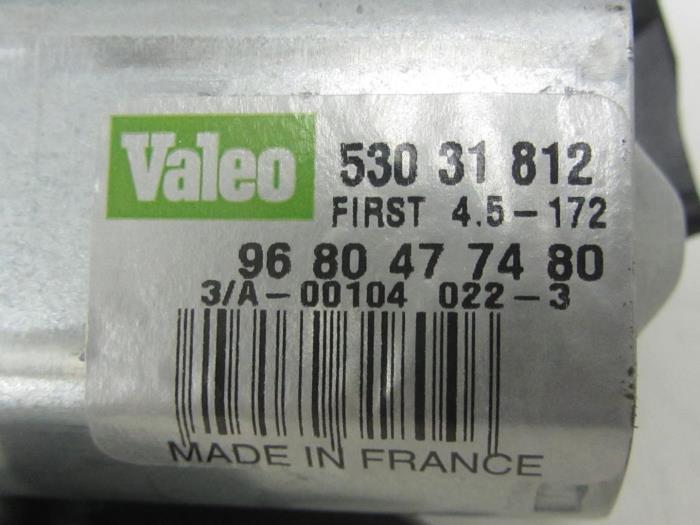 Valeo 530 31 812
FIRST 4.5-172
96 80 47 74 80
3/A-00104 022-3
MADE IN FRANCE